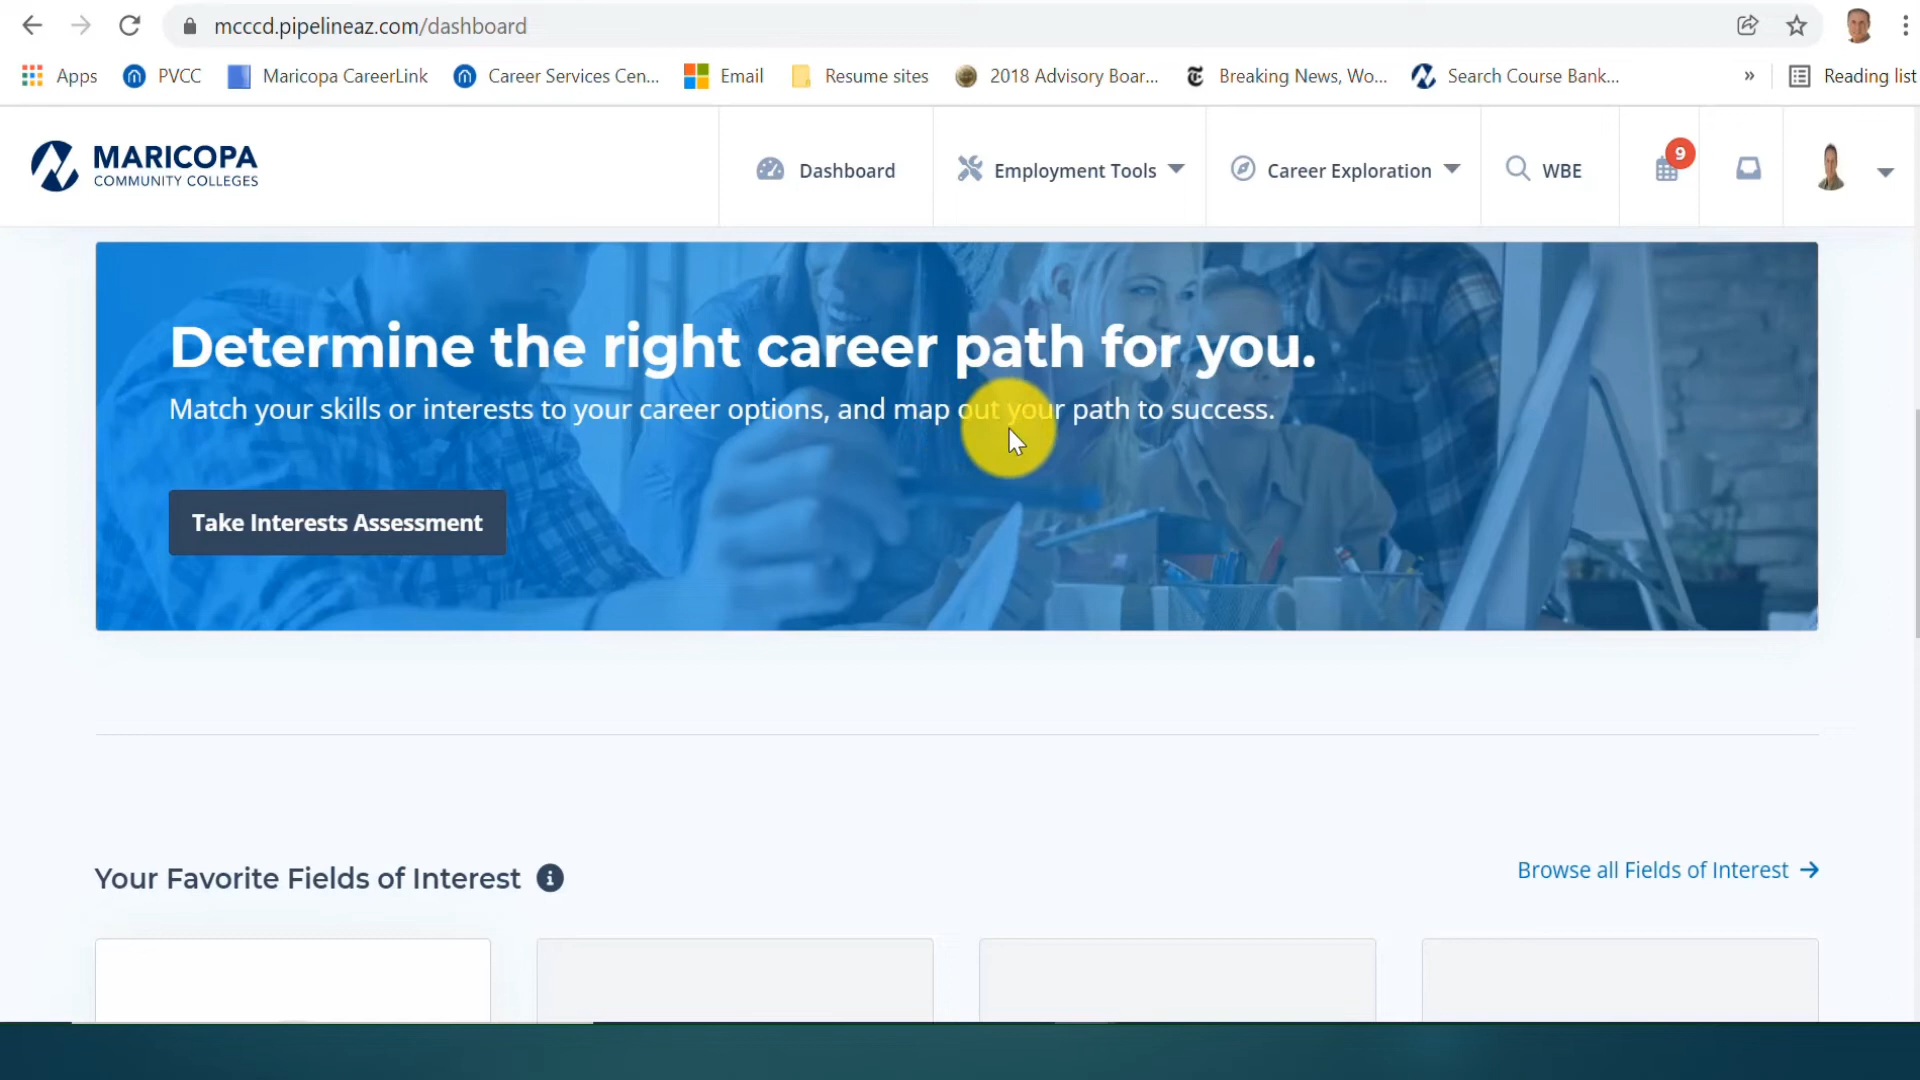 mcccd.pipelineaz.com/dashboard
Apps PVCC Maricopa CareerLink Career Services Cen... Email Resume sites 2018 Advisory Boar... Breaking News, Wo... Search Course Bank... » Reading list
MARICOPA
COMMUNITY COLLEGES
Dashboard Employment Tools Career Exploration WBE 9
Determine the right career path for you.
Match your skills or interests to your career options, and map out your path to success.
Take Interests Assessment
Your Favorite Fields of Interest
Browse all Fields of Interest →